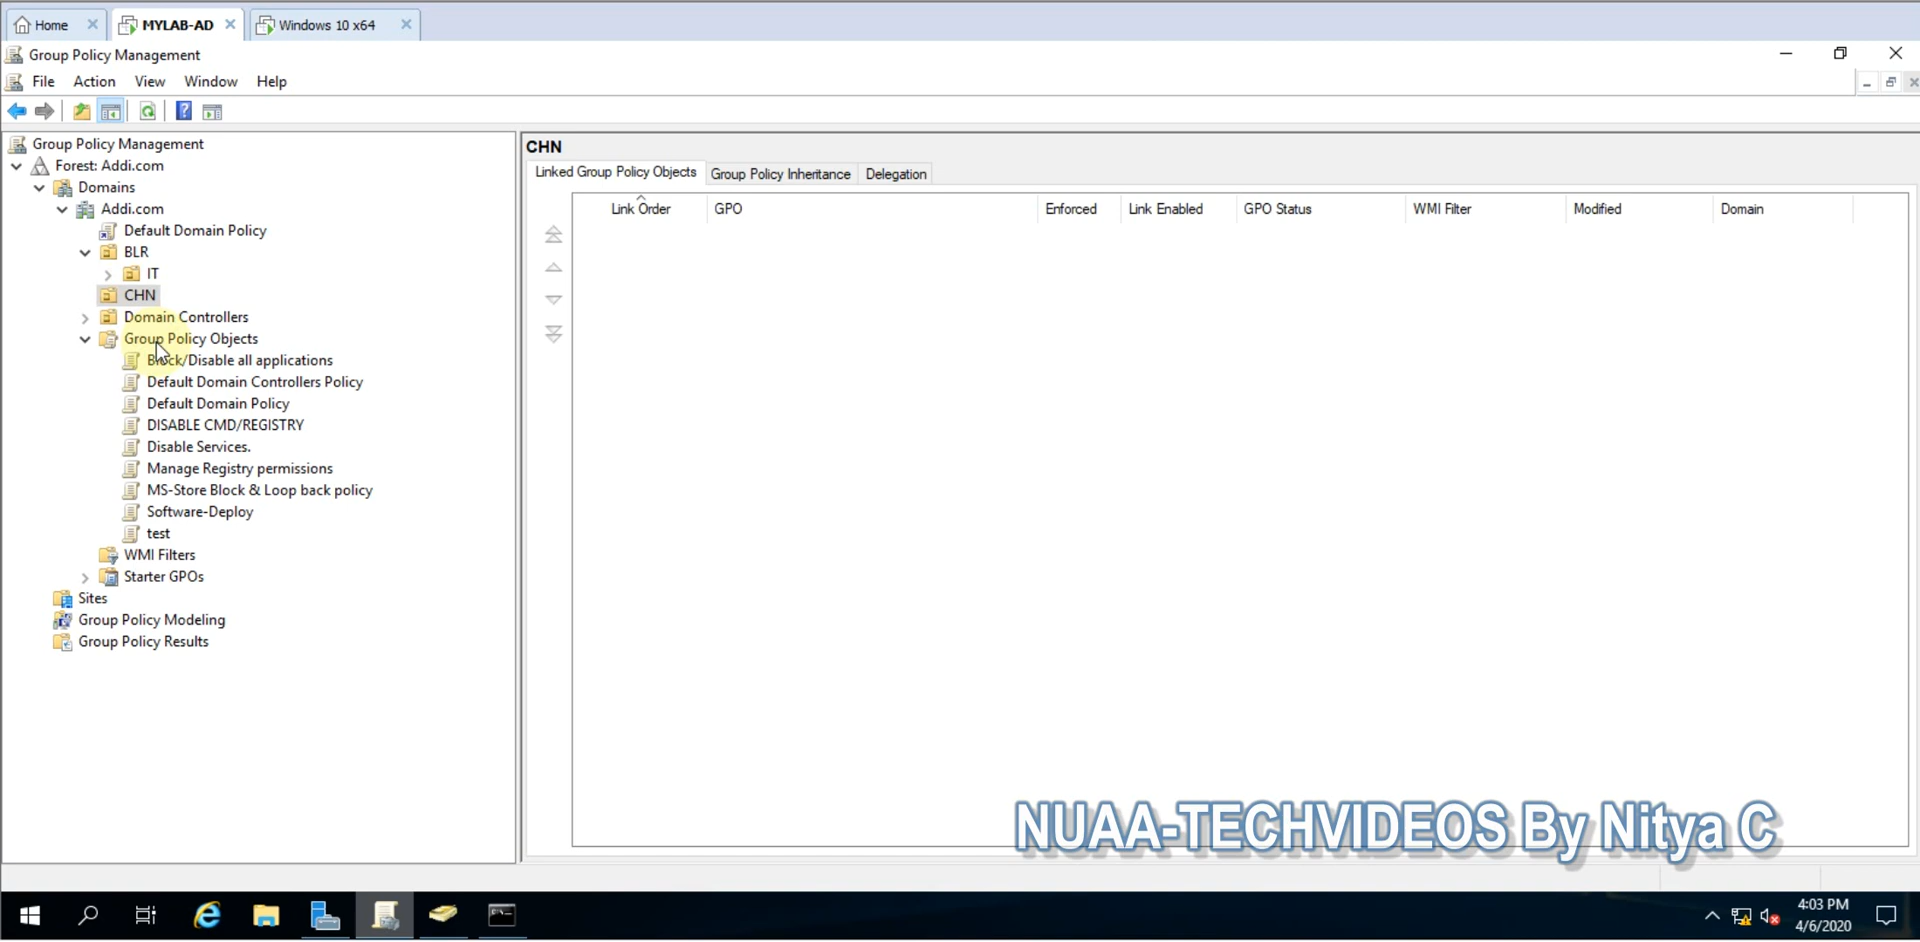 Home
MYLAB-AD
Windows 10 x64
Group Policy Management
File Action View Window Help
Group Policy Management
Forest: Addi.com
Domains
Addi.com
Default Domain Policy
BLR
IT
CHN
Domain Controllers
Group Policy Objects
Block/Disable all applications
Default Domain Controllers Policy
Default Domain Policy
DISABLE CMD/REGISTRY
Disable Services.
Manage Registry permissions
MS-Store Block & Loop back policy
Software-Deploy
test
WMI Filters
Starter GPOs
Sites
Group Policy Modeling
Group Policy Results
CHN
Linked Group Policy Objects Group Policy Inheritance Delegation
Link Order GPO Enforced Link Enabled GPO Status WMI Filter Modified Domain
NUAA-TECHVIDEOS By Nitya C
4:03 PM
4/6/2020